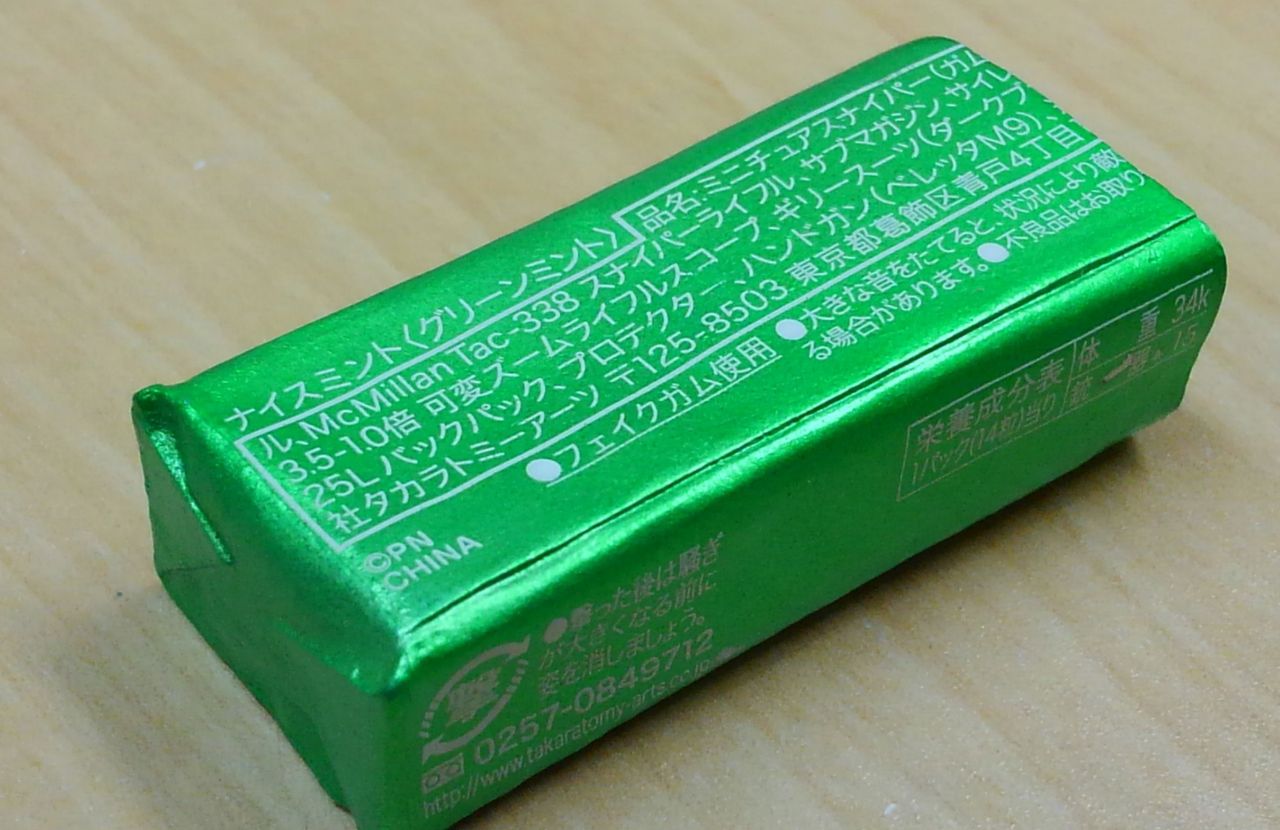 ナイスミント〈グリーンミント〉
品名:ミニチュアスナイパー(ガム
ル、McMillan Tac-338 スナイパーライフル、サブマガジン、サイレ
3.5-10倍 可変ズームライフルスコープ、ギリースーツ(ダークブ
25L バックパック、プロテクター、ハンドガン(ベレッタM9)、
社タカラトミーアーツ 〒125-8503 東京都葛飾区青戸4丁目
●フェイクガム使用 ●大きな音をたてると、状況により敵
る場合があります。●不良品はお取り
©PN
CHINA
栄養成分表
1パック(14粒)当り
体 重 34k
15
●撃った後は騒ぎ
が大きくなる前に
姿を消しましょう。
撃
0257-0849712
http://www.takaratomy-arts.co.jp